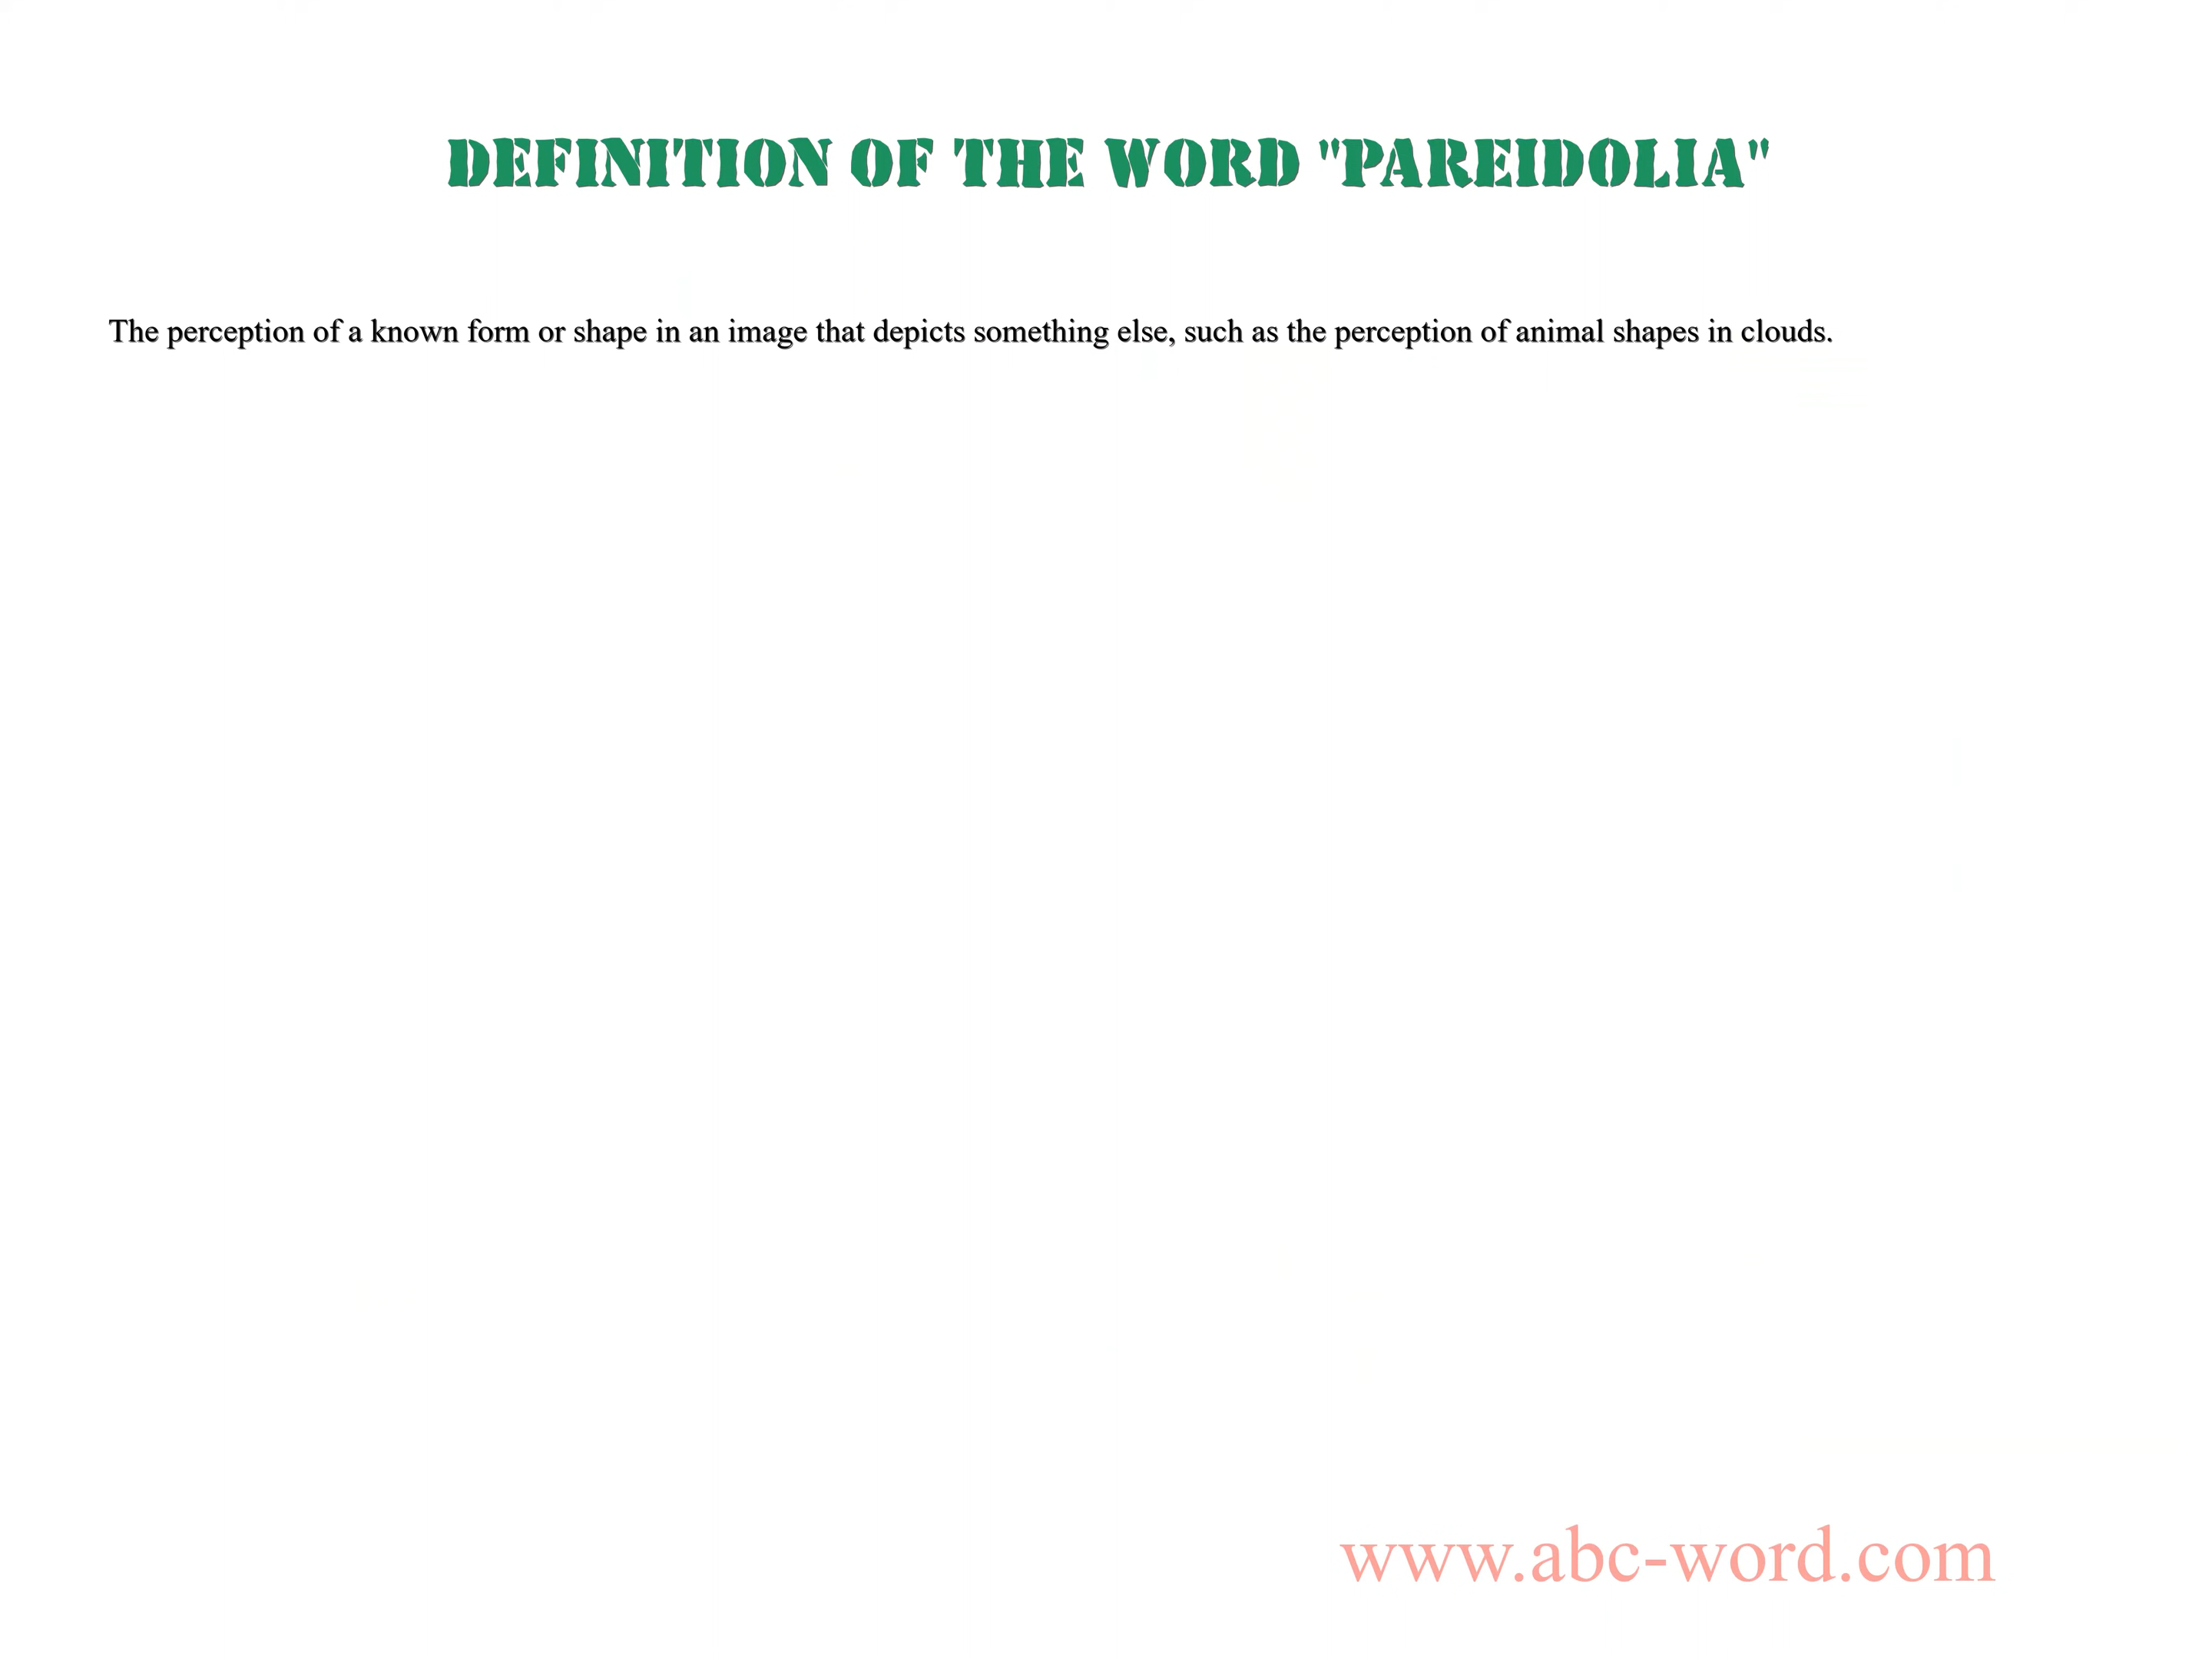 DEFINITION OF THE WORD "PAREIDOLIA"
The perception of a known form or shape in an image that depicts something else, such as the perception of animal shapes in clouds.
www.abc-word.com